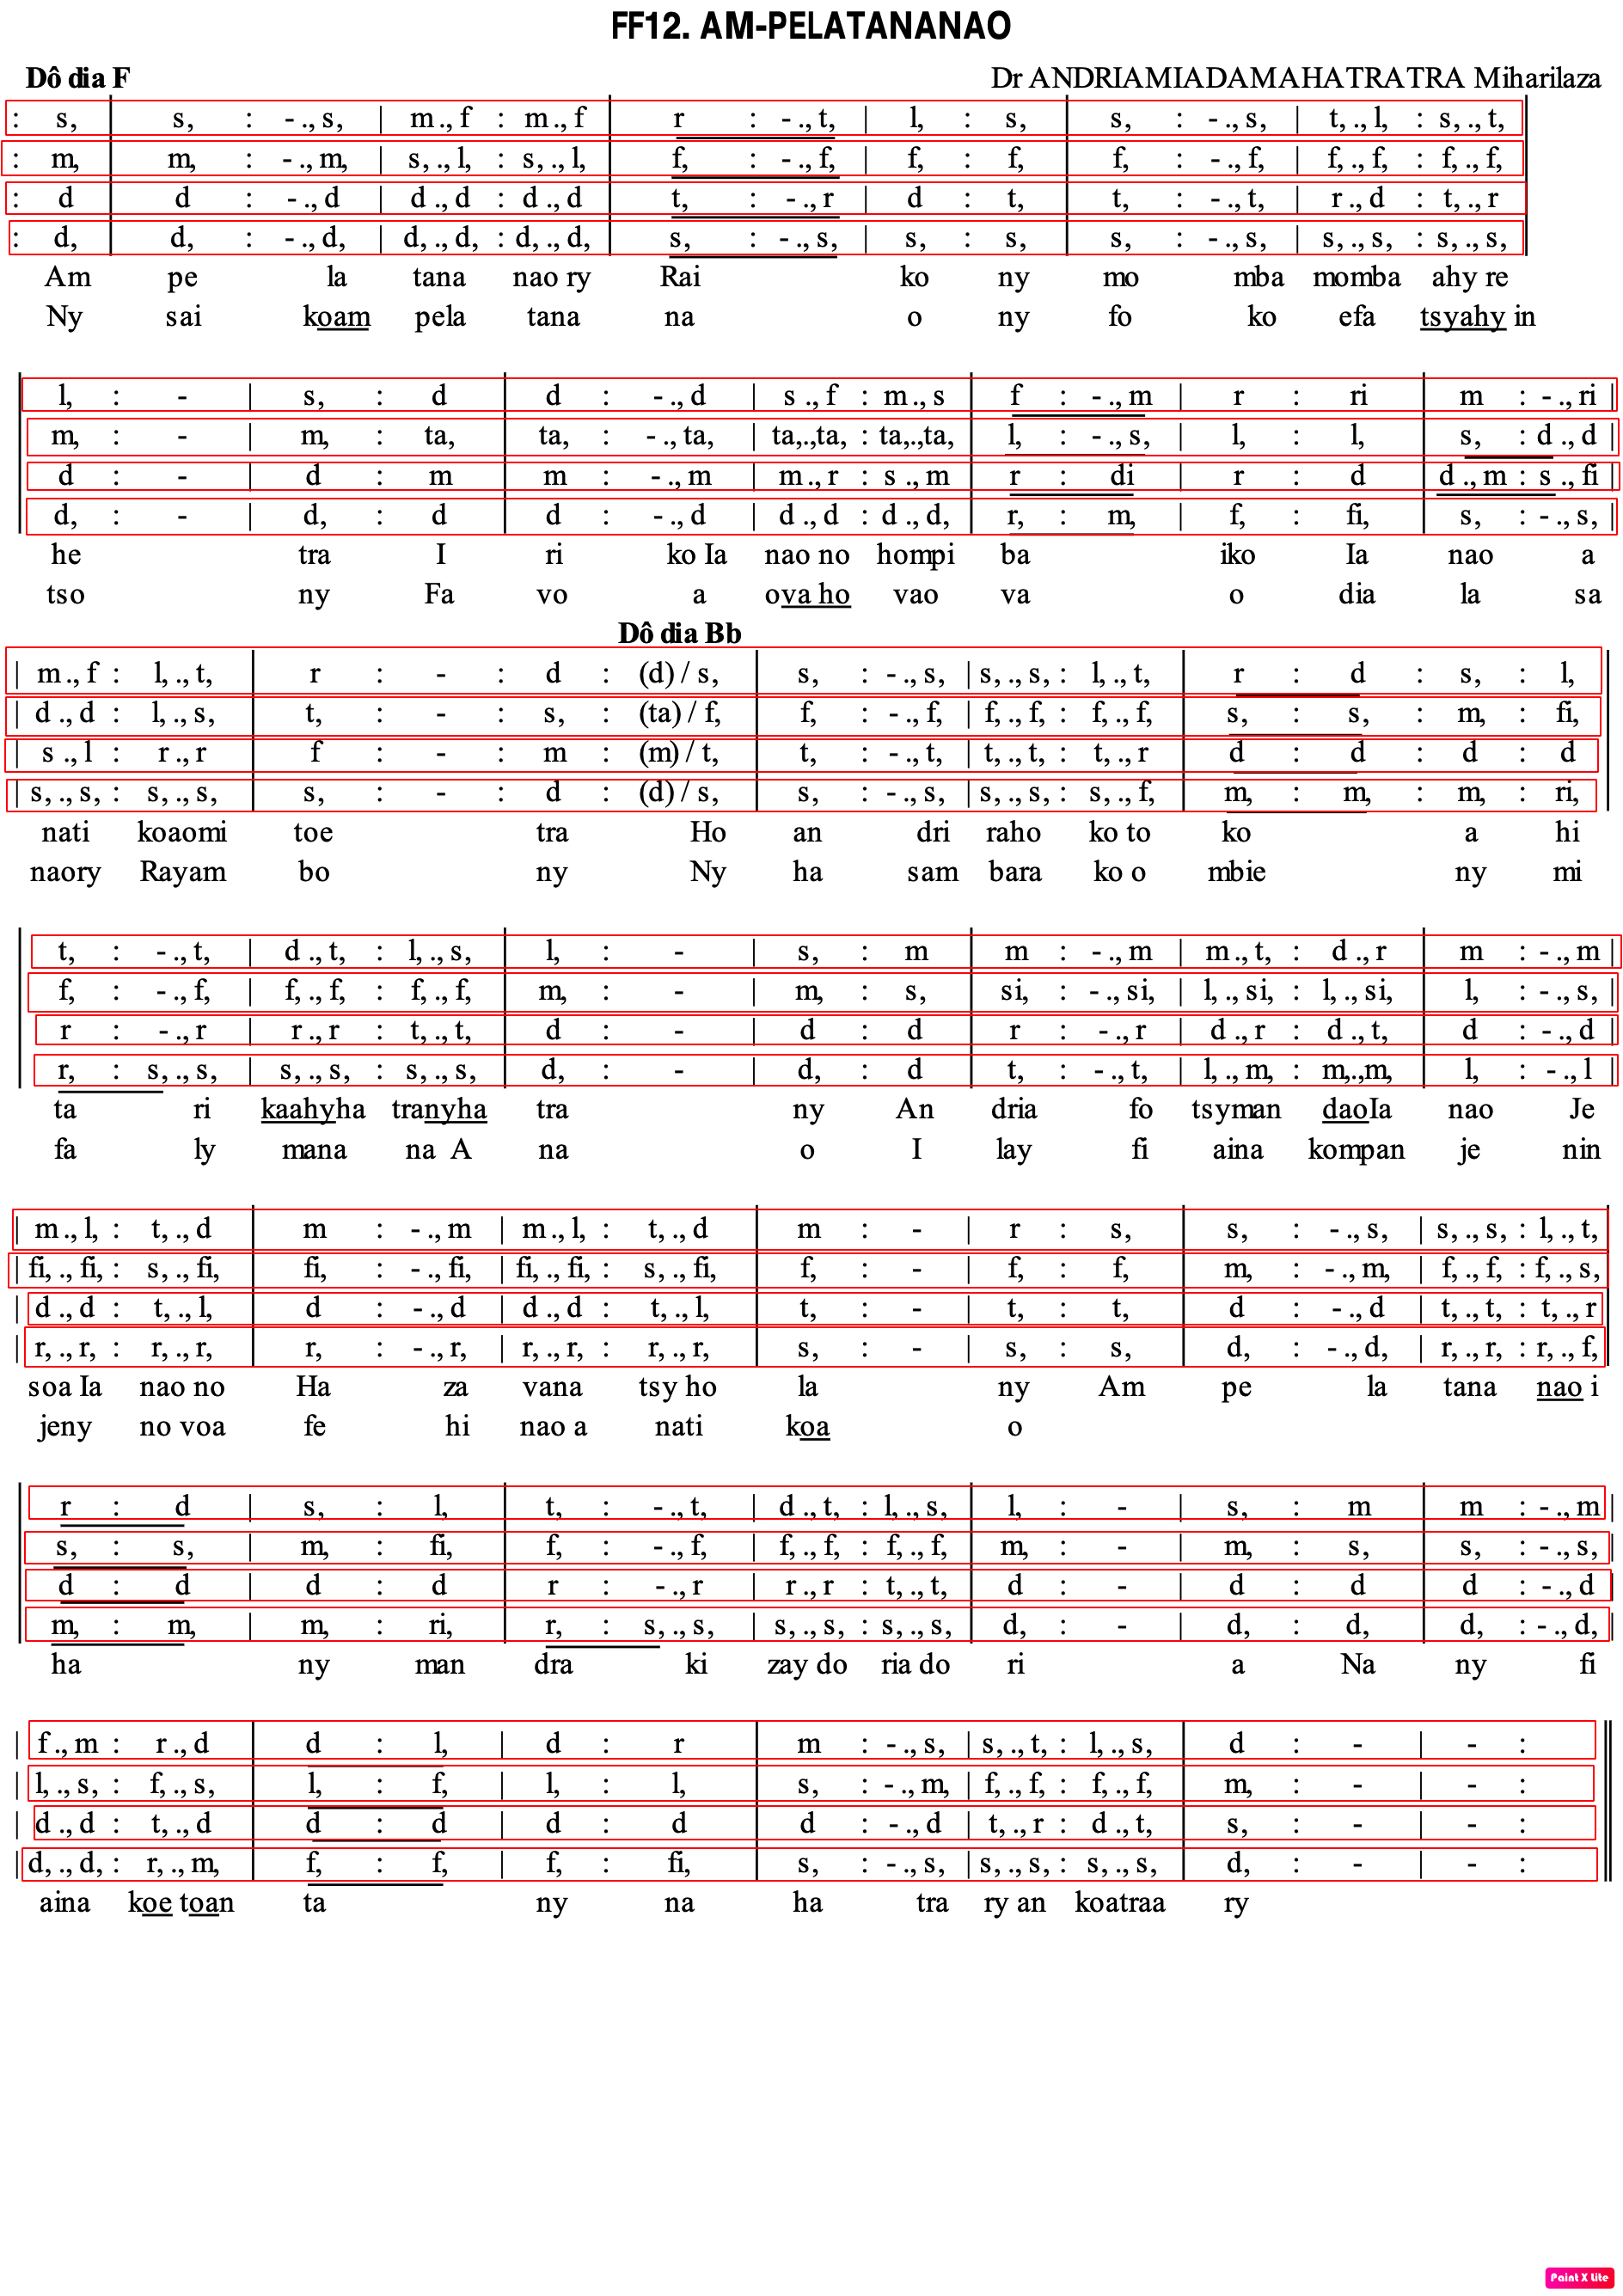 FF12. AM-PELATANANAO
Dô dia F Dr ANDRIAMIADAMAHATRATRA Miharilaza
: s, | s, : - ., s, | m ., f : m ., f | r : - ., t, | l, : s, | s, : - ., s, | t, ., l, : s, ., t, |
: m, | m, : - ., m, | s, ., l, : s, ., l, | f, : - ., f, | f, : f, | f, : - ., f, | f, ., f, : f, ., f, |
: d | d : - ., d | d ., d : d ., d | t, : - ., r | d : t, | t, : - ., t, | r ., d : t, ., r |
: d, | d, : - ., d, | d, ., d, : d, ., d, | s, : - ., s, | s, : s, | s, : - ., s, | s, ., s, : s, ., s, |
Am pe la tana nao ry Rai ko ny mo mba momba ahy re
Ny sai koam pela tana na o ny fo ko efa tsyahy in
| l, : - | s, : d | d : - ., d | s ., f : m ., s | f : - ., m | r : ri | m : - ., ri |
| m, : - | m, : ta, | ta, : - ., ta, | ta,.,ta, : ta,.,ta, | l, : - ., s, | l, : l, | s, : d ., d |
| d : - | d : m | m : - ., m | m ., r : s ., m | r : di | r : d | d ., m : s ., fi |
| d, : - | d, : d | d : - ., d | d ., d : d ., d, | r, : m, | f, : fi, | s, : - ., s, |
he tra I ri ko Ia nao no hompi ba iko Ia nao a
tso ny Fa vo a ova ho vao va o dia la sa
Dô dia Bb
| m ., f : l, ., t, | r : - : d : (d) / s, | s, : - ., s, | s, ., s, : l, ., t, | r : d : s, : l, |
| d ., d : l, ., s, | t, : - : s, : (ta) / f, | f, : - ., f, | f, ., f, : f, ., f, | s, : s, : m, : fi, |
| s ., l : r ., r | f : - : m : (m) / t, | t, : - ., t, | t, ., t, : t, ., r | d : d : d : d |
| s, ., s, : s, ., s, | s, : - : d : (d) / s, | s, : - ., s, | s, ., s, : s, ., f, | m, : m, : m, : ri, |
nati koaomi toe tra Ho an dri raho ko to ko a hi
naory Rayam bo ny Ny ha sam bara ko o mbie ny mi
| t, : - ., t, | d ., t, : l, ., s, | l, : - | s, : m | m : - ., m | m ., t, : d ., r | m : - ., m |
| f, : - ., f, | f, ., f, : f, ., f, | m, : - | m, : s, | si, : - ., si, | l, ., si, : l, ., si, | l, : - ., s, |
| r : - ., r | r ., r : t, ., t, | d : - | d : d | r : - ., r | d ., r : d ., t, | d : - ., d |
| r, : s, ., s, | s, ., s, : s, ., s, | d, : - | d, : d | t, : - ., t, | l, ., m, : m,.,m, | l, : - ., l |
ta ri kaahyha tranyha tra ny An dria fo tsyman daoIa nao Je
fa ly mana na A na o I lay fi aina kompan je nin
| m ., l, : t, ., d | m : - ., m | m ., l, : t, ., d | m : - | r : s, | s, : - ., s, | s, ., s, : l, ., t, |
| fi, ., fi, : s, ., fi, | fi, : - ., fi, | fi, ., fi, : s, ., fi, | f, : - | f, : f, | m, : - ., m, | f, ., f, : f, ., s, |
| d ., d : t, ., l, | d : - ., d | d ., d : t, ., l, | t, : - | t, : t, | d : - ., d | t, ., t, : t, ., r |
| r, ., r, : r, ., r, | r, : - ., r, | r, ., r, : r, ., r, | s, : - | s, : s, | d, : - ., d, | r, ., r, : r, ., f, |
soa Ia nao no Ha za vana tsy ho la ny Am pe la tana nao i
jeny no voa fe hi nao a nati koa o
| r : d | s, : l, | t, : - ., t, | d ., t, : l, ., s, | l, : - | s, : m | m : - ., m |
| s, : s, | m, : fi, | f, : - ., f, | f, ., f, : f, ., f, | m, : - | m, : s, | s, : - ., s, |
| d : d | d : d | r : - ., r | r ., r : t, ., t, | d : - | d : d | d : - ., d |
| m, : m, | m, : ri, | r, : s, ., s, | s, ., s, : s, ., s, | d, : - | d, : d, | d, : - ., d, |
ha ny man dra ki zay do ria do ri a Na ny fi
| f ., m : r ., d | d : l, | d : r | m : - ., s, | s, ., t, : l, ., s, | d : - | - : ||
| l, ., s, : f, ., s, | l, : f, | l, : l, | s, : - ., m, | f, ., f, : f, ., f, | m, : - | - : ||
| d ., d : t, ., d | d : d | d : d | d : - ., d | t, ., r : d ., t, | s, : - | - : ||
| d, ., d, : r, ., m, | f, : f, | f, : fi, | s, : - ., s, | s, ., s, : s, ., s, | d, : - | - : ||
aina koe toan ta ny na ha tra ry an koatraa ry
Paint X Lite